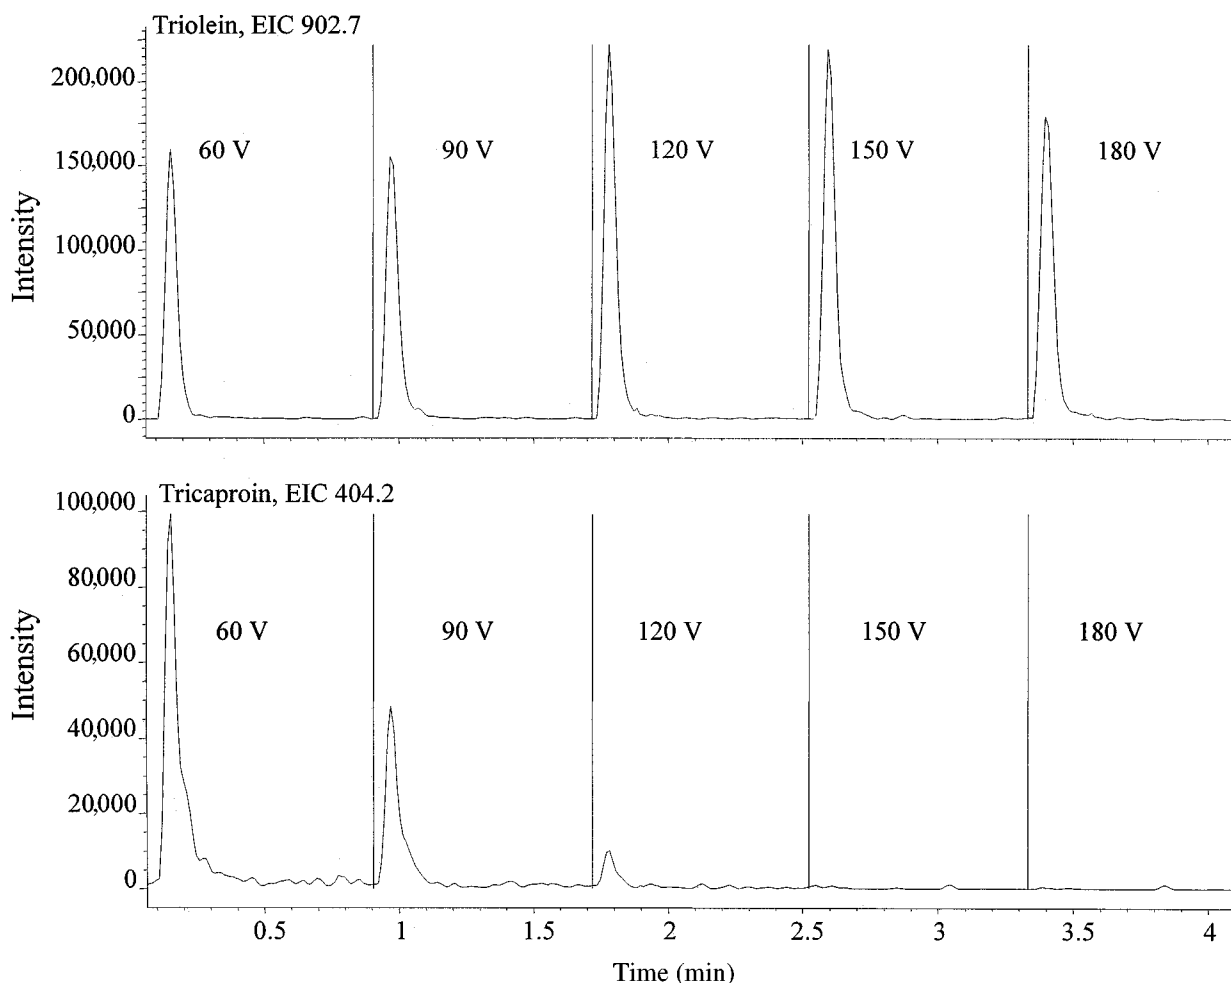 Triolein, EIC 902.7
200,000
150,000
100,000
50,000
0
Intensity
60 V
90 V
120 V
150 V
180 V
Tricaproin, EIC 404.2
100,000
80,000
60,000
40,000
20,000
0
Intensity
60 V
90 V
120 V
150 V
180 V
0.5
1
1.5
2
2.5
3
3.5
4
Time (min)